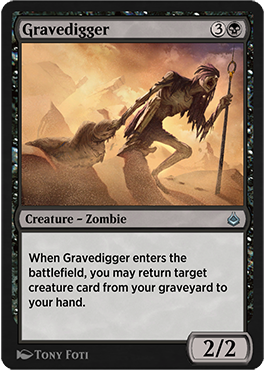 Gravedigger 3
Creature – Zombie
When Gravedigger enters the
battlefield, you may return target
creature card from your graveyard to
your hand.
Tony Foti
2/2